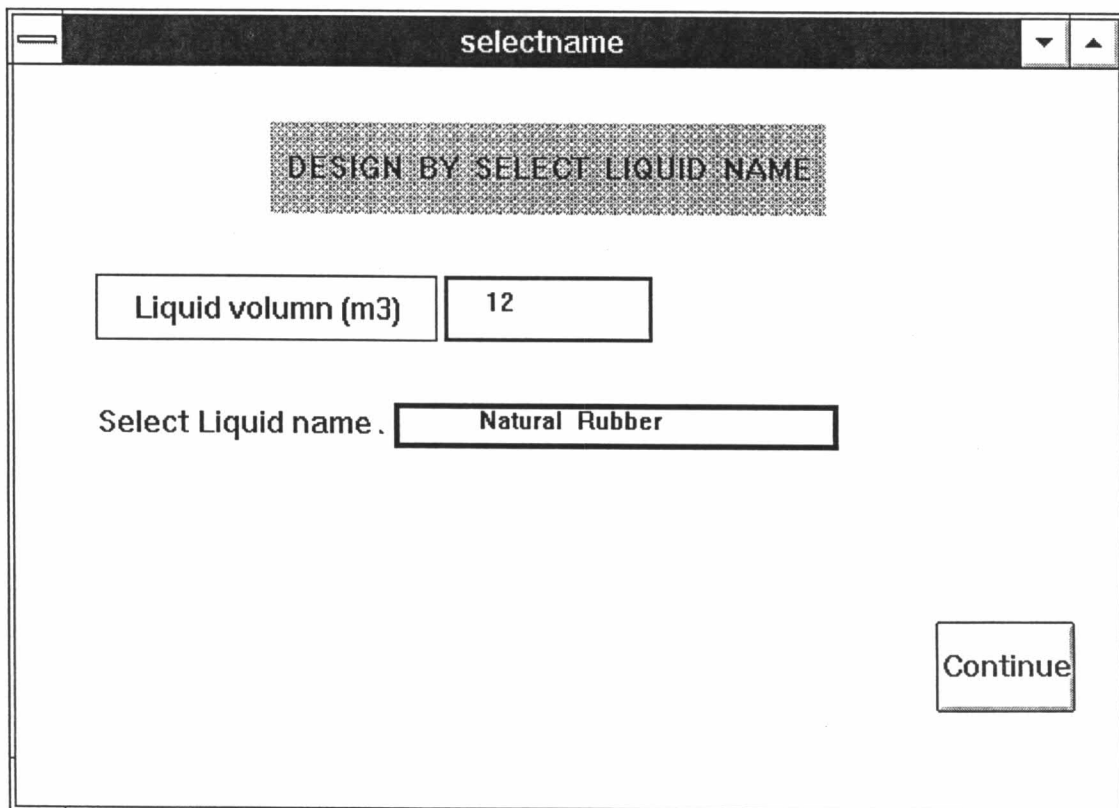 selectname
DESIGN BY SELECT LIQUID NAME
Liquid volumn (m3) 12
Select Liquid name . Natural Rubber
Continue